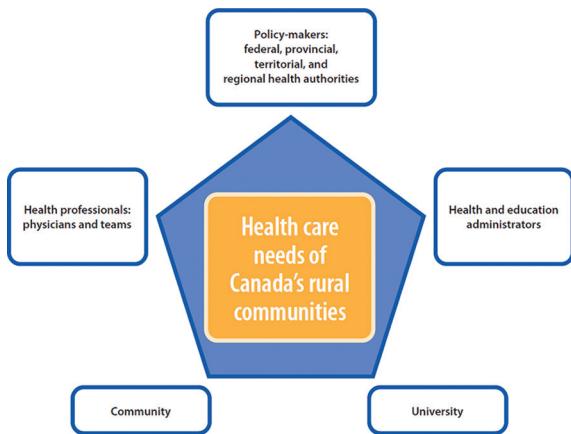 Policy-makers:
federal, provincial,
territorial, and
regional health authorities
Health professionals:
physicians and teams
Health care
needs of
Canada's rural
communities
Health and education
administrators
Community
University